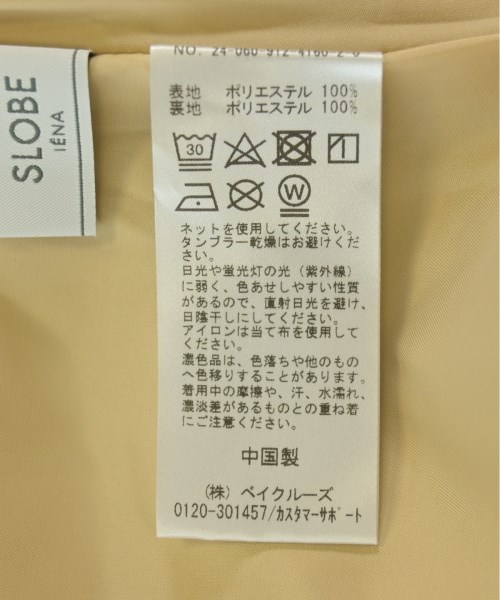 SLOBE
IÉNA
表地 ポリエステル 100%
裏地 ポリエステル 100%
30
W
ネットを使用してください。
タンブラー乾燥はお避けくだ
さい。
日光や蛍光灯の光（紫外線）
に弱く、色あせしやすい性質
があるので、直射日光を避け、
日陰干しにしてください。
アイロンは当て布を使用して
ください。
濃色品は、色落ちや他のもの
へ色移りすることがあります。
着用中の摩擦や、汗、水濡れ、
濃淡差があるものとの重ね着
にご注意ください。
中国製
（株）ベイクルーズ
0120-301457/ｶｽﾀﾏｰｻﾎﾟｰﾄ